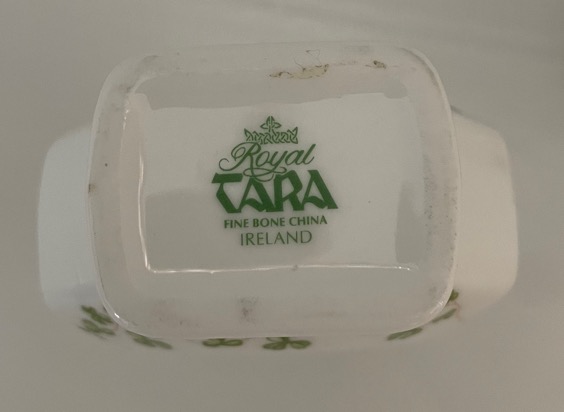 Royal
TARA
FINE BONE CHINA
IRELAND